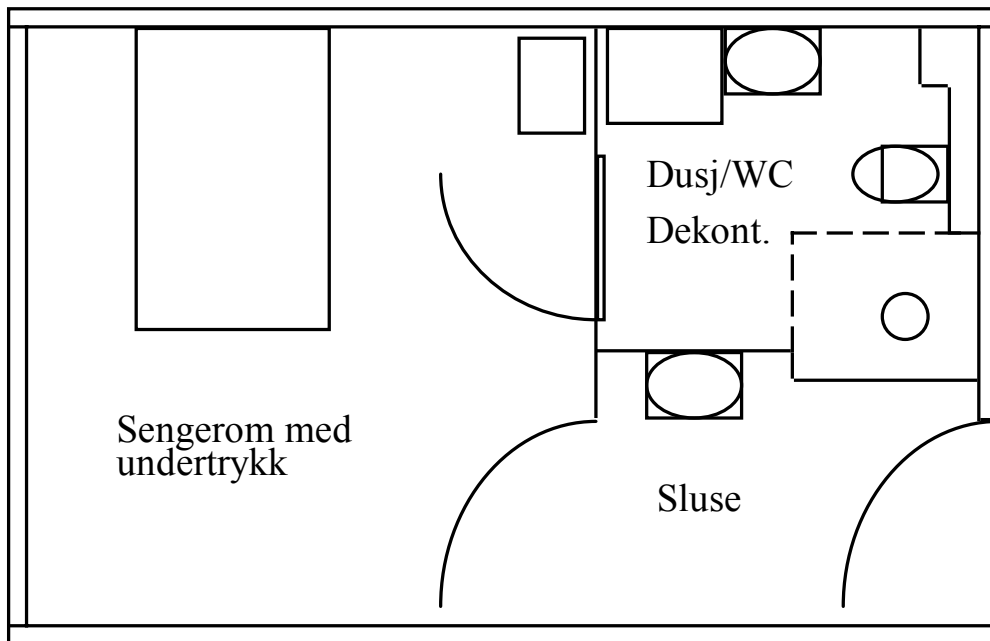 Dusj/WC
Dekont.
Sengerom med
undertrykk
Sluse